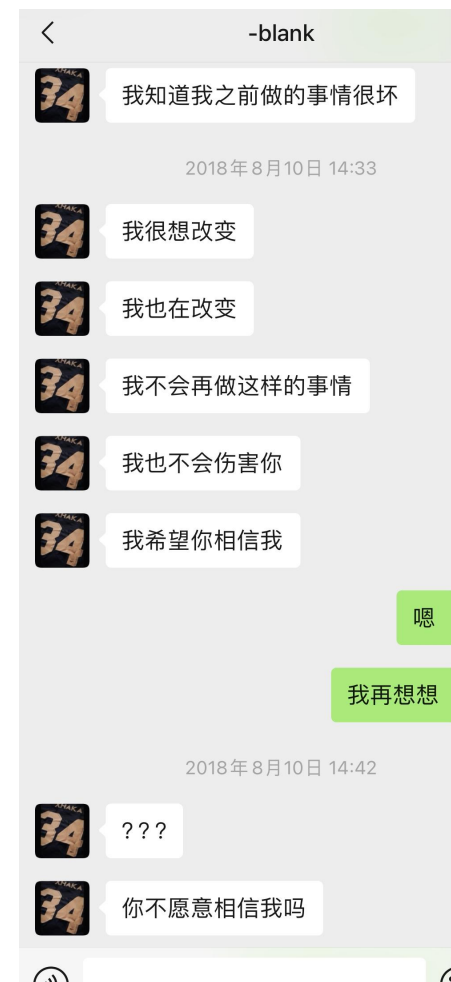 -blank
我知道我之前做的事情很坏
2018年8月10日 14:33
我很想改变
我也在改变
我不会再做这样的事情
我也不会伤害你
我希望你相信我
嗯
我再想想
2018年8月10日 14:42
???
你不愿意相信我吗